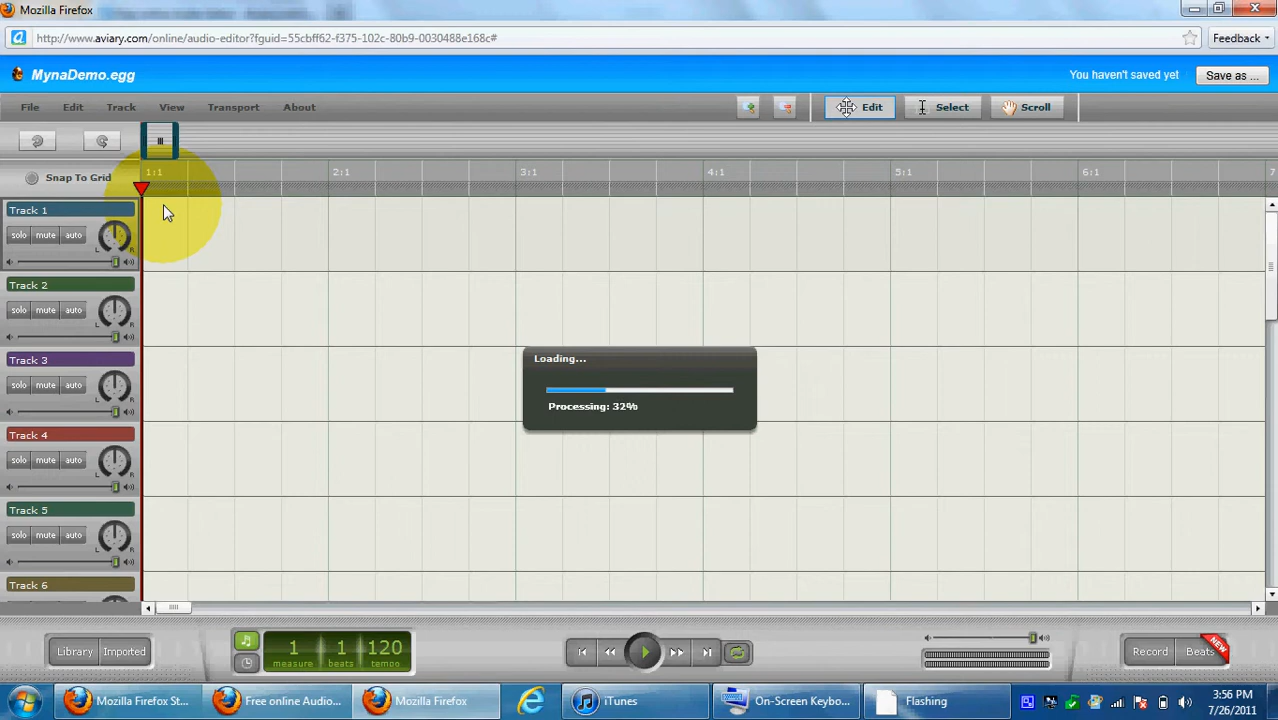 Mozilla Firefox
http://www.aviary.com/online/audio-editor?fguid=55cbff62-f375-102c-80b9-0030488e168c#
Feedback
MynaDemo.egg
You haven't saved yet
Save as ...
File Edit Track View Transport About
Edit Select Scroll
Snap To Grid
1:1 2:1 3:1 4:1 5:1 6:1 7
Track 1
solo mute auto
L R
Track 2
solo mute auto
L R
Track 3
solo mute auto
L R
Loading...
Processing: 32%
Track 4
solo mute auto
L R
Track 5
solo mute auto
L R
Track 6
Library Imported
1 1 120
measure beats tempo
Record Beats NEW
Mozilla Firefox St...
Free online Audio...
Mozilla Firefox
iTunes
On-Screen Keybo...
Flashing
3:56 PM
7/26/2011